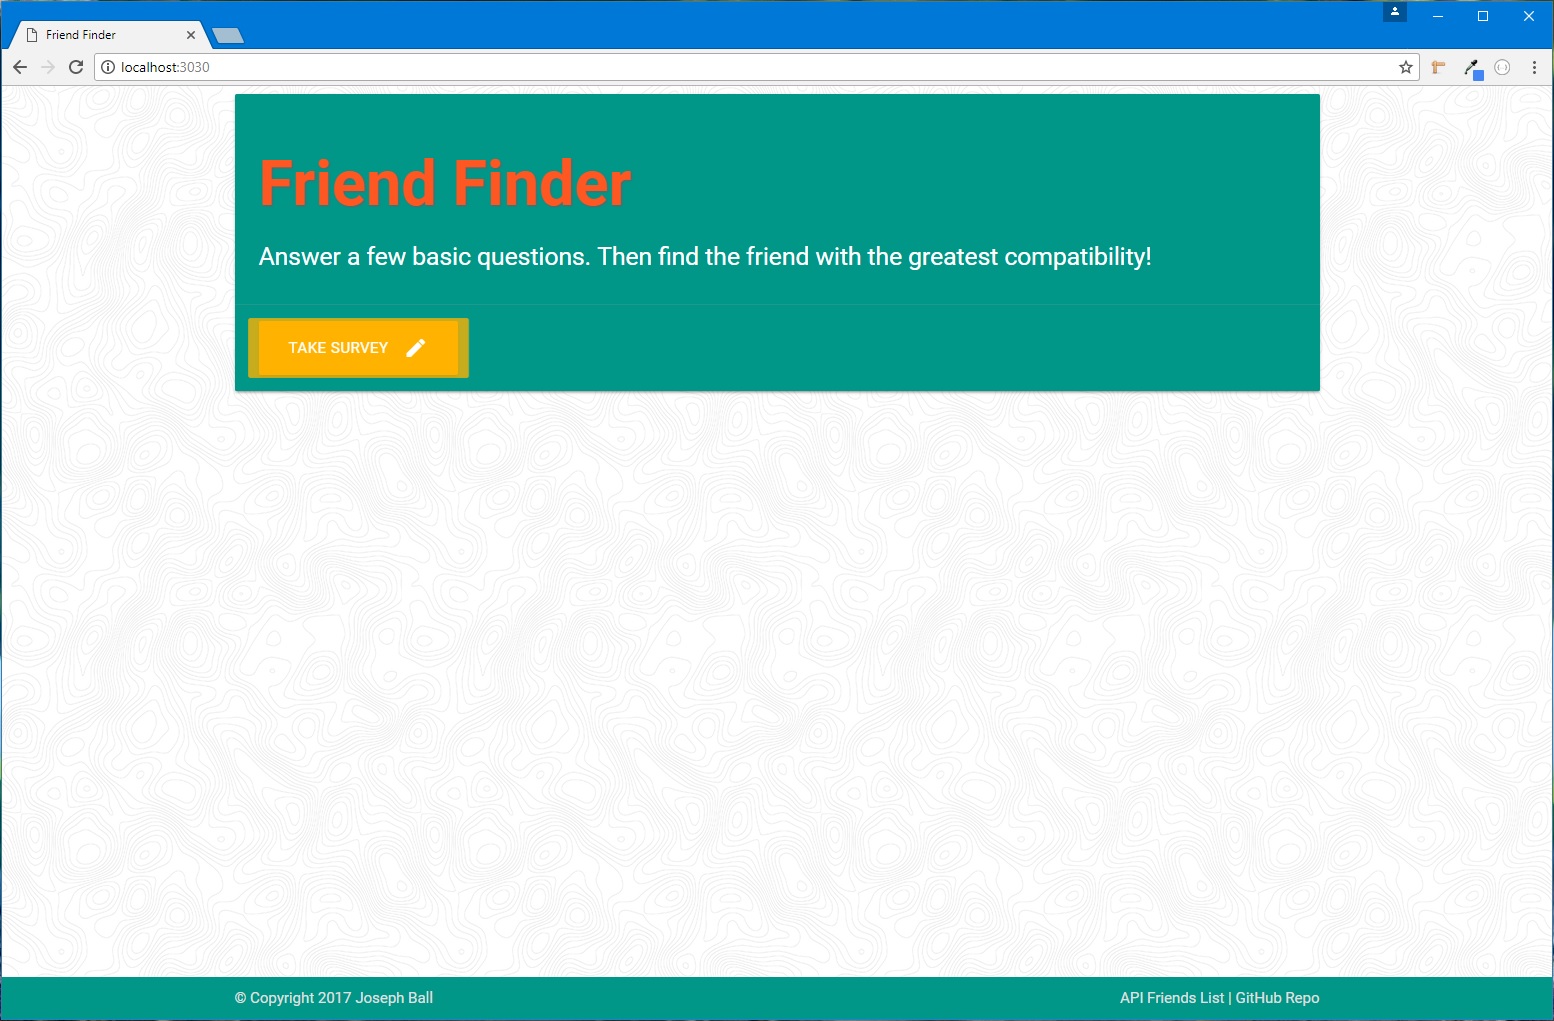 Friend Finder
localhost:3030
Friend Finder
Answer a few basic questions. Then find the friend with the greatest compatibility!
TAKE SURVEY
© Copyright 2017 Joseph Ball
API Friends List | GitHub Repo